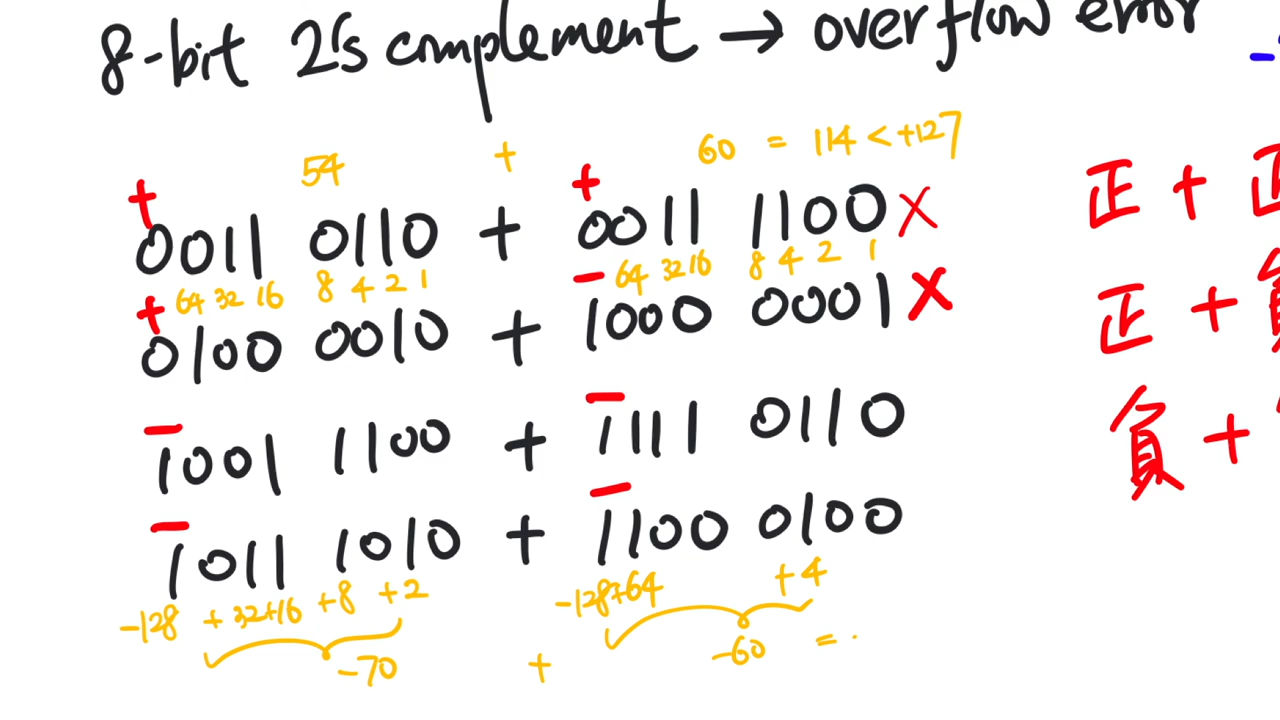 8-bit 2's complement → overflow error
54 + 60 = 114 < +127
+ +
0011 0110 + 0011 1100 X
64 32 16 8 4 2 1 64 32 16 8 4 2 1
+ −
0100 0010 + 1000 0001 X
− −
1001 1100 + 1111 0110
− −
1011 1010 + 1100 0100
-128 + 32+16 +8 +2 -128+64 +4
-70 + -60 =
正 +
正 +
負 +